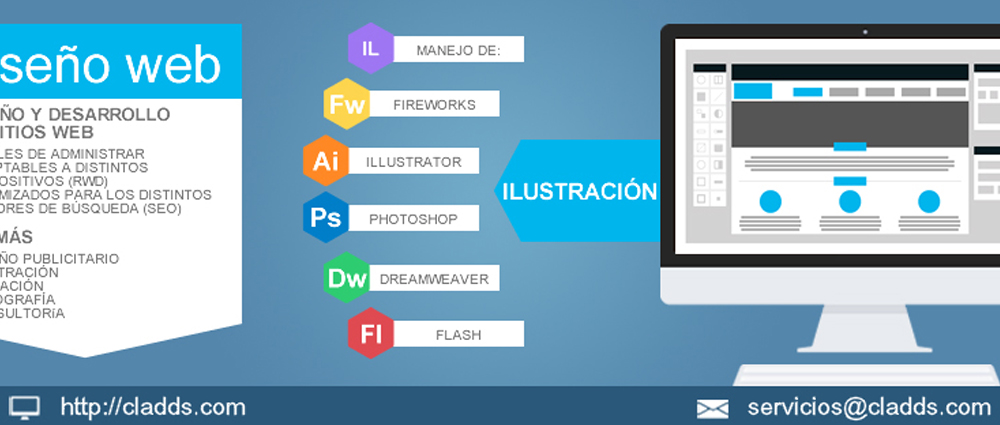 seño web
ÑO Y DESARROLLO
ITIOS WEB
LES DE ADMINISTRAR
PTABLES A DISTINTOS
OSITIVOS (RWD)
MIZADOS PARA LOS DISTINTOS
ORES DE BÚSQUEDA (SEO)
MÁS
ÑO PUBLICITARIO
TRACIÓN
ACIÓN
OGRAFÍA
SULTORíA
IL MANEJO DE:
Fw FIREWORKS
Ai ILLUSTRATOR
Ps PHOTOSHOP
Dw DREAMWEAVER
Fl FLASH
ILUSTRACIÓN
http://cladds.com
servicios@cladds.com